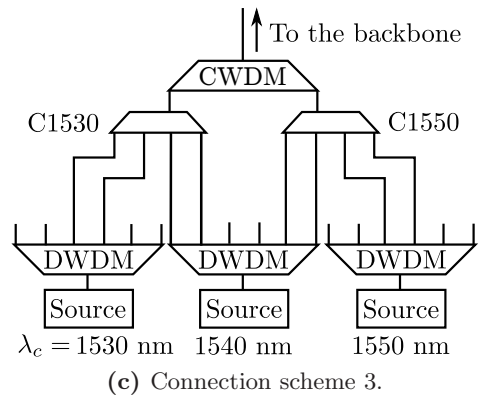 To the backbone
CWDM
C1530
C1550
DWDM DWDM DWDM
Source Source Source
λc = 1530 nm 1540 nm 1550 nm
(c) Connection scheme 3.